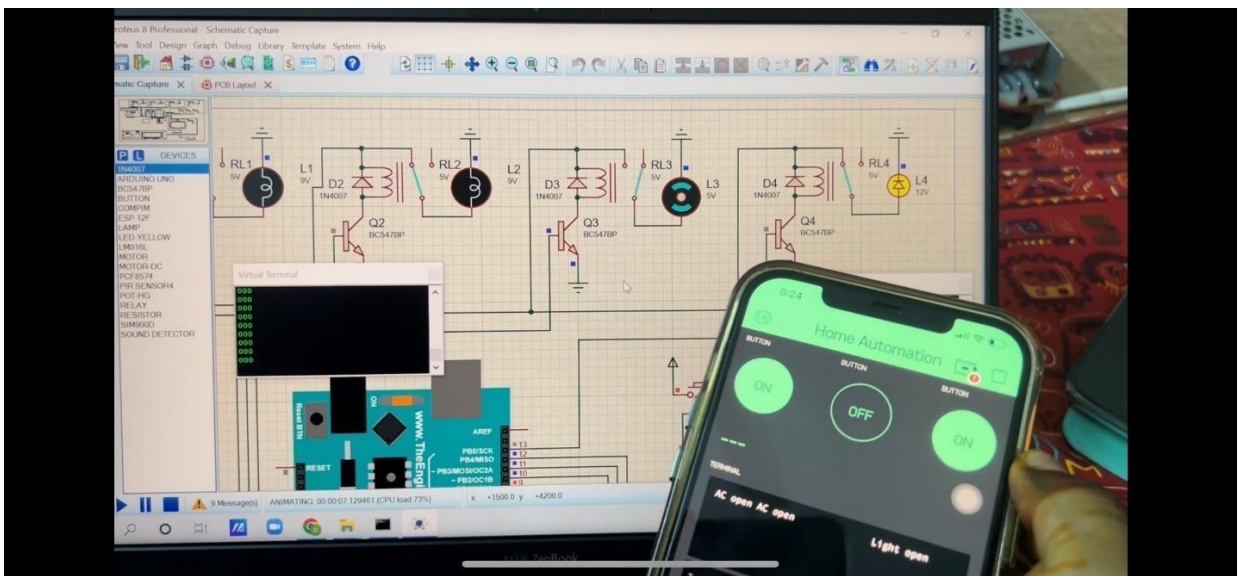 Proteus 8 Professional - Schematic Capture
View Tool Design Graph Debug Library Template System Help
matic Capture X PCB Layout X
P L DEVICES
1N4007
ARDUINO UNO
BC547BP
BUTTON
COMPIM
ESP-12F
LAMP
LED-YELLOW
LM016L
MOTOR
MOTOR-DC
PCF8574
PIR SENSOR4
POT-HG
RELAY
RESISTOR
SIM900D
SOUND DETECTOR
RL1
5V
L1
9V
D2
1N4007
RL2
5V
L2
9V
D3
1N4007
RL3
5V
L3
5V
D4
1N4007
RL4
5V
L4
12V
Q2
BC547BP
Q3
BC547BP
Q4
BC547BP
Virtual Terminal
000
000
000
000
000
000
000
000
Reset BTN
ON
www.TheEngi
RESET
AREF
13
PB5/SCK
12
PB4/MISO
11
~ PB3/MOSI/OC2A
10
~ PB2/OC1B
9
9 Message(s) ANIMATING: 00:00:07.129461 (CPU load 73%) x: +1500.0 y: +4200.0
ASUS ZenBook
8:24
Home Automation
BUTTON
BUTTON
BUTTON
ON
OFF
ON
---
TERMINAL
AC open AC open
Light open